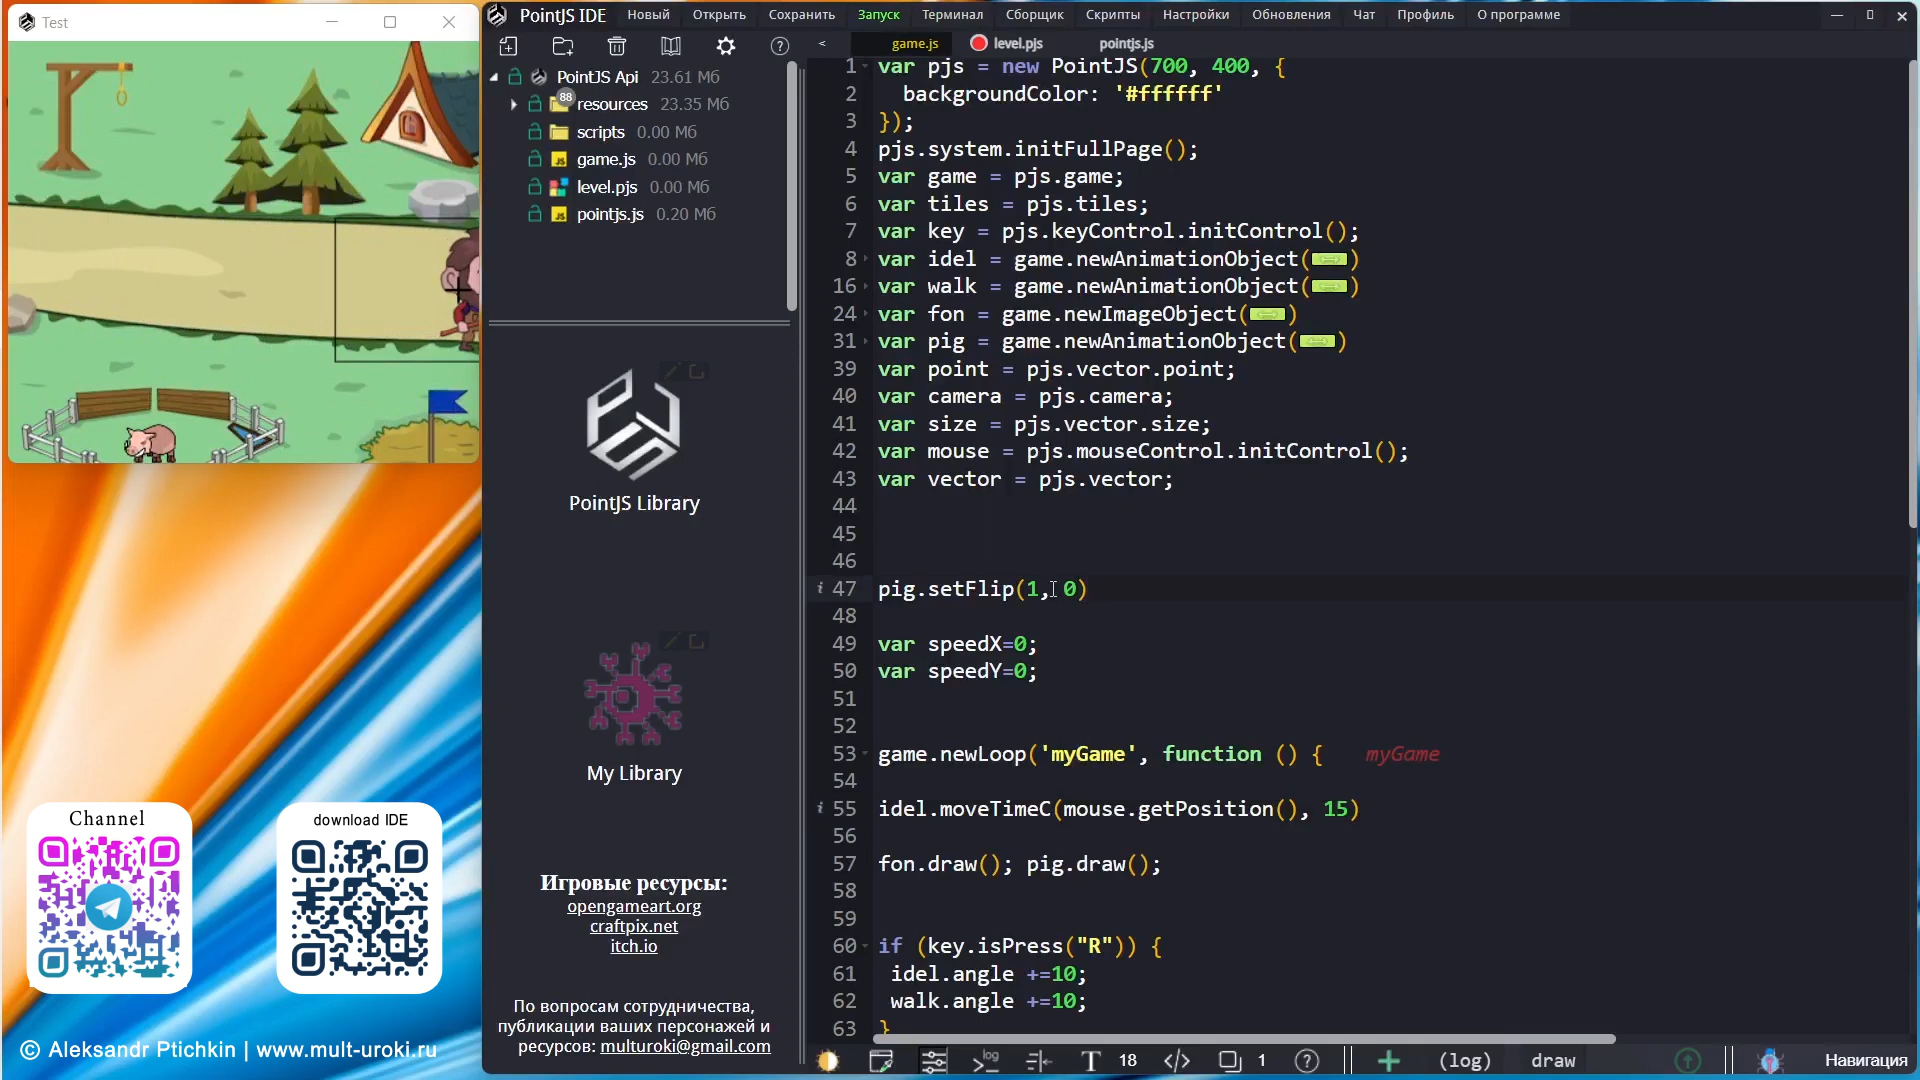 Test
PointJS IDE
Новый
Открыть
Сохранить
Запуск
Терминал
Сборщик
Скрипты
Настройки
Обновления
Чат
Профиль
О программе
<
game.js
level.pjs
pointjs.js
PointJS Api 23.61 Мб
88
resources 23.35 Мб
scripts 0.00 Мб
game.js 0.00 Мб
level.pjs 0.00 Мб
pointjs.js 0.20 Мб
PointJS Library
My Library
Игровые ресурсы:
opengameart.org
craftpix.net
itch.io
По вопросам сотрудничества,
публикации ваших персонажей и
ресурсов: multuroki@gmail.com
1 var pjs = new PointJS(700, 400, {
2 backgroundColor: '#ffffff'
3 });
4 pjs.system.initFullPage();
5 var game = pjs.game;
6 var tiles = pjs.tiles;
7 var key = pjs.keyControl.initControl();
8 var idel = game.newAnimationObject()
16 var walk = game.newAnimationObject()
24 var fon = game.newImageObject()
31 var pig = game.newAnimationObject()
39 var point = pjs.vector.point;
40 var camera = pjs.camera;
41 var size = pjs.vector.size;
42 var mouse = pjs.mouseControl.initControl();
43 var vector = pjs.vector;
44
45
46
47 pig.setFlip(1, 0)
48
49 var speedX=0;
50 var speedY=0;
51
52
53 game.newLoop('myGame', function () { myGame
54
55 idel.moveTimeC(mouse.getPosition(), 15)
56
57 fon.draw(); pig.draw();
58
59
60 if (key.isPress("R")) {
61 idel.angle +=10;
62 walk.angle +=10;
63 }
Channel
download IDE
© Aleksandr Ptichkin | www.mult-uroki.ru
log
T 18
</>
1
?
+
(log)
draw
Навигация